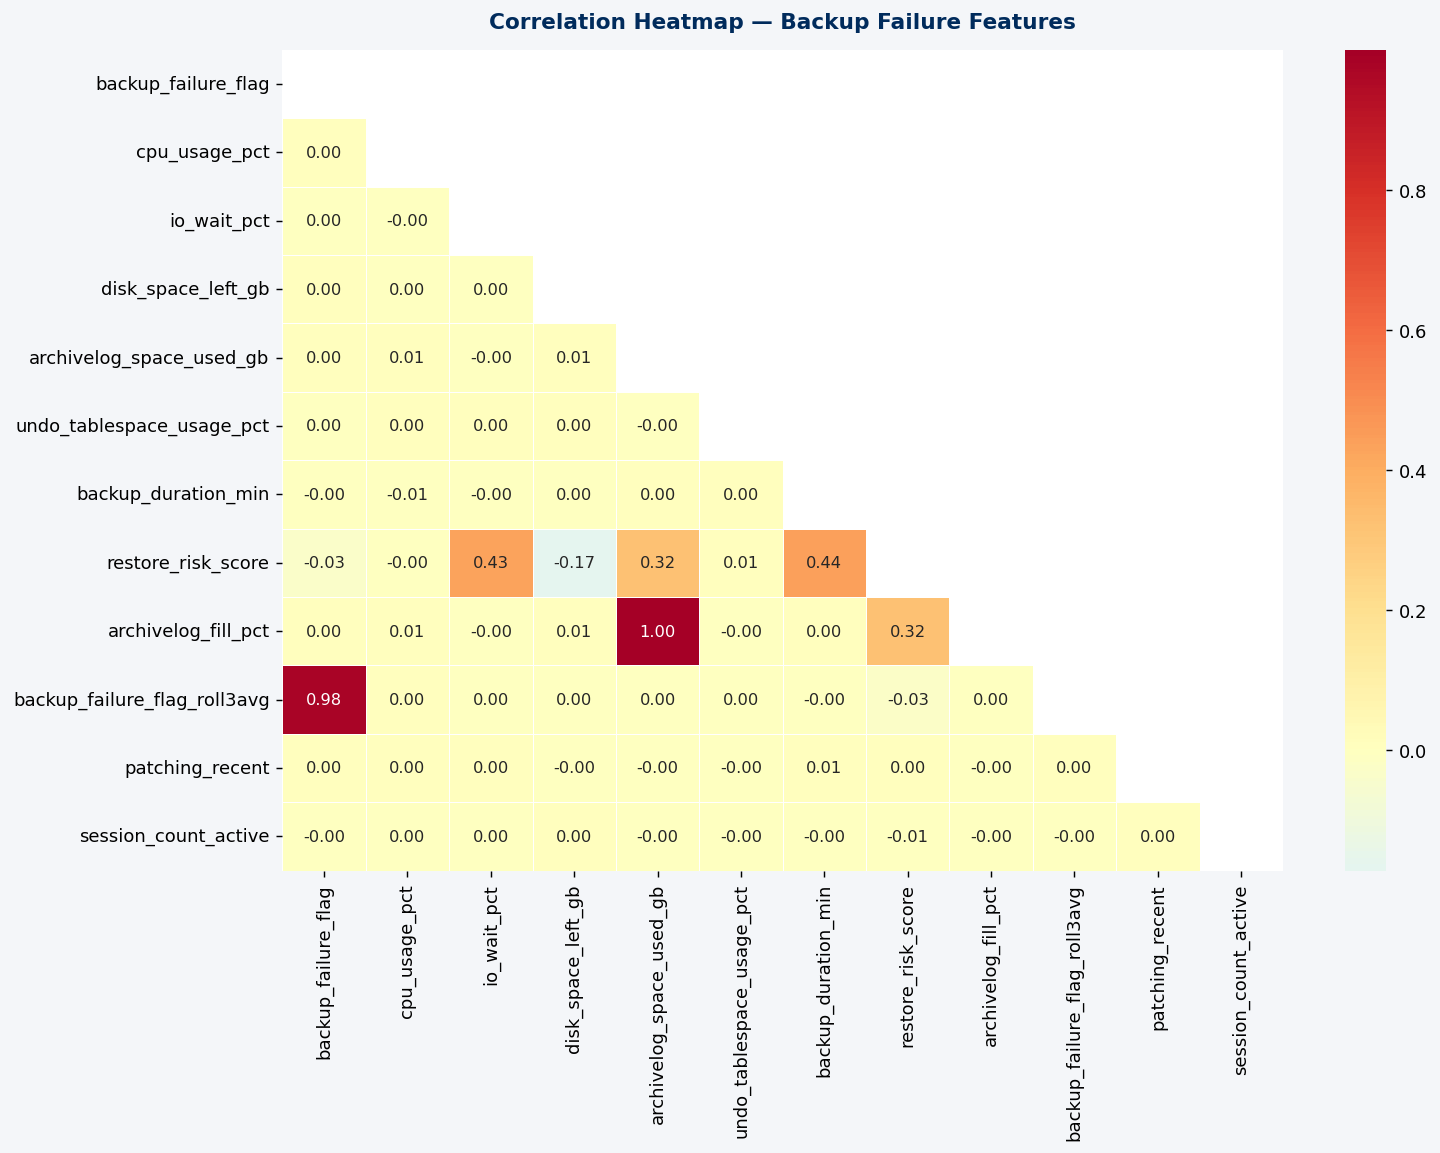 Correlation Heatmap — Backup Failure Features
backup_failure_flag
cpu_usage_pct 0.00
io_wait_pct 0.00 -0.00
disk_space_left_gb 0.00 0.00 0.00
archivelog_space_used_gb 0.00 0.01 -0.00 0.01
undo_tablespace_usage_pct 0.00 0.00 0.00 0.00 -0.00
backup_duration_min -0.00 -0.01 -0.00 0.00 0.00 0.00
restore_risk_score -0.03 -0.00 0.43 -0.17 0.32 0.01 0.44
archivelog_fill_pct 0.00 0.01 -0.00 0.01 1.00 -0.00 0.00 0.32
backup_failure_flag_roll3avg 0.98 0.00 0.00 0.00 0.00 0.00 -0.00 -0.03 0.00
patching_recent 0.00 0.00 0.00 -0.00 -0.00 -0.00 0.01 0.00 -0.00 0.00
session_count_active -0.00 0.00 0.00 0.00 -0.00 -0.00 -0.00 -0.01 -0.00 -0.00 0.00
backup_failure_flag
cpu_usage_pct
io_wait_pct
disk_space_left_gb
archivelog_space_used_gb
undo_tablespace_usage_pct
backup_duration_min
restore_risk_score
archivelog_fill_pct
backup_failure_flag_roll3avg
patching_recent
session_count_active
0.8
0.6
0.4
0.2
0.0